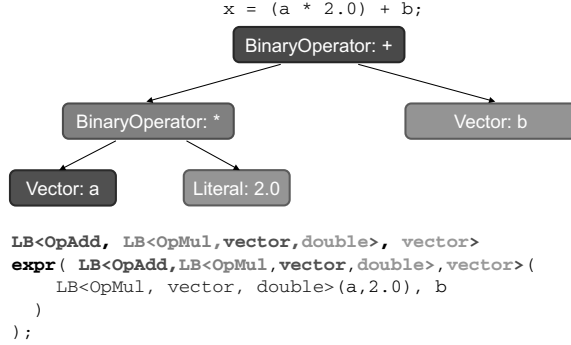 x = (a * 2.0) + b;
BinaryOperator: +
BinaryOperator: *
Vector: b
Vector: a
Literal: 2.0
LB<OpAdd, LB<OpMul,vector,double>, vector>
expr( LB<OpAdd,LB<OpMul,vector,double>,vector>(
LB<OpMul, vector, double>(a,2.0), b
)
);